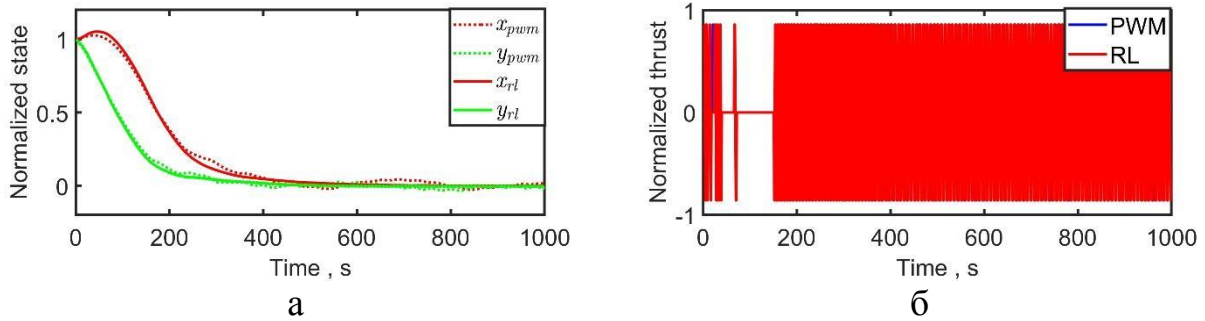 Normalized state
1
0.5
0
x_pwm
y_pwm
x_rl
y_rl
0 200 400 600 800 1000
Time , s
а
Normalized thrust
1
0
-1
PWM
RL
0 200 400 600 800 1000
Time , s
б